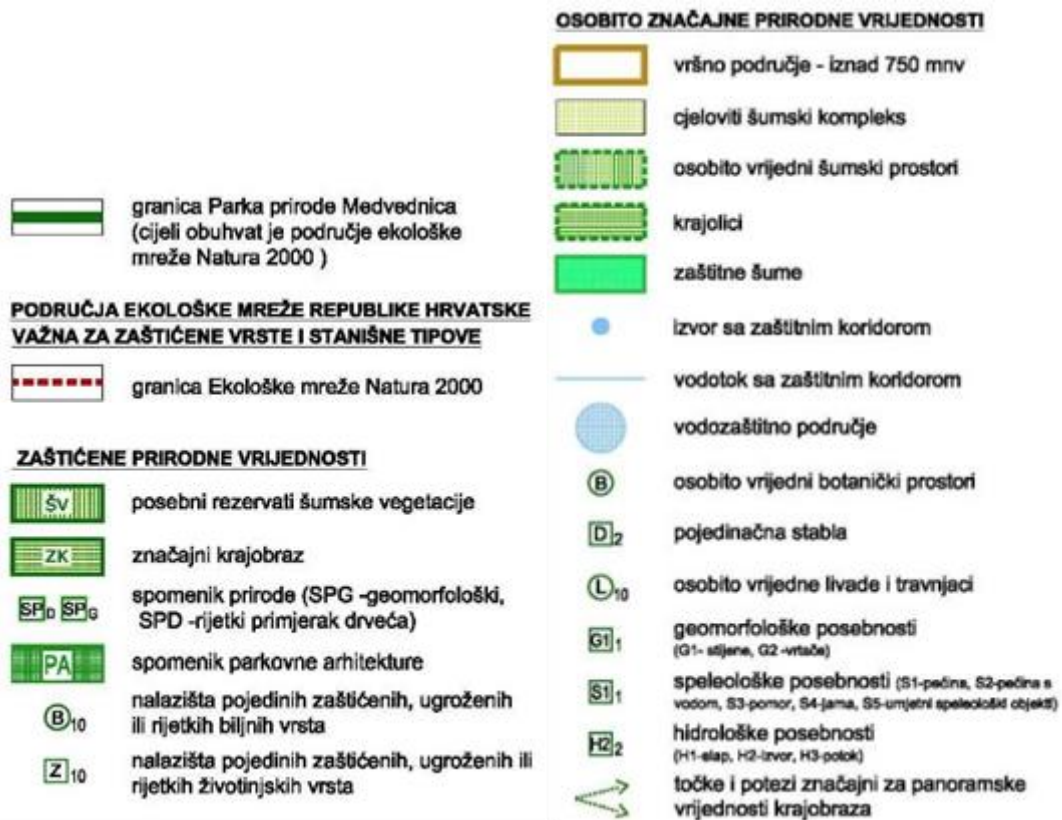 granica Parka prirode Medvednica
(cijeli obuhvat je područje ekološke
mreže Natura 2000 )
PODRUČJA EKOLOŠKE MREŽE REPUBLIKE HRVATSKE
VAŽNA ZA ZAŠTIĆENE VRSTE I STANIŠNE TIPOVE
granica Ekološke mreže Natura 2000
ZAŠTIĆENE PRIRODNE VRIJEDNOSTI
ŠV posebni rezervati šumske vegetacije
ZK značajni krajobraz
SPD SPG spomenik prirode (SPG -geomorfološki,
SPD -rijetki primjerak drveća)
PA spomenik parkovne arhitekture
B10 nalazišta pojedinih zaštićenih, ugroženih
ili rijetkih biljnih vrsta
Z10 nalazišta pojedinih zaštićenih, ugroženih ili
rijetkih životinjskih vrsta
OSOBITO ZNAČAJNE PRIRODNE VRIJEDNOSTI
vršno područje - iznad 750 mnv
cjeloviti šumski kompleks
osobito vrijedni šumski prostori
krajolici
zaštitne šume
izvor sa zaštitnim koridorom
vodotok sa zaštitnim koridorom
vodozaštitno područje
B osobito vrijedni botanički prostori
D2 pojedinačna stabla
L10 osobito vrijedne livade i travnjaci
G11 geomorfološke posebnosti
(G1- stijene, G2 -vrtače)
S11 speleološke posebnosti (S1-pećina, S2-pećina s
vodom, S3-ponor, S4-jama, S5-umjetni speleološki objekti)
H22 hidrološke posebnosti
(H1-slap, H2-izvor, H3-potok)
točke i potezi značajni za panoramske
vrijednosti krajobraza